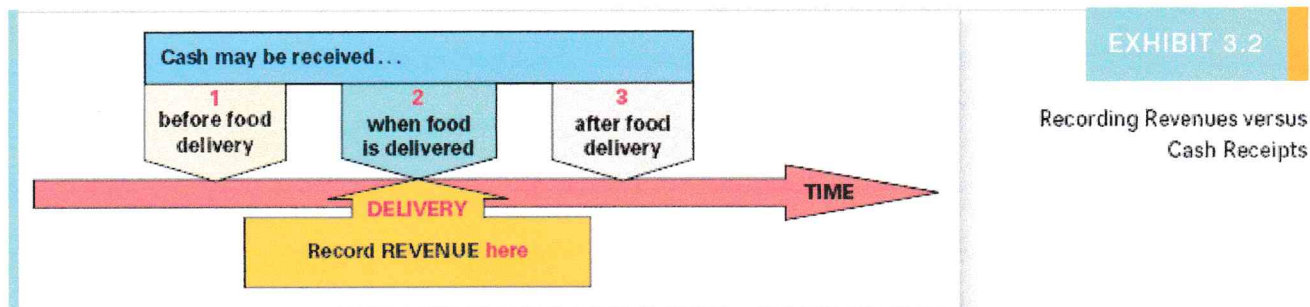 EXHIBIT 3.2
Recording Revenues versus
Cash Receipts
Cash may be received...
1
before food
delivery
2
when food
is delivered
3
after food
delivery
TIME
DELIVERY
Record REVENUE here